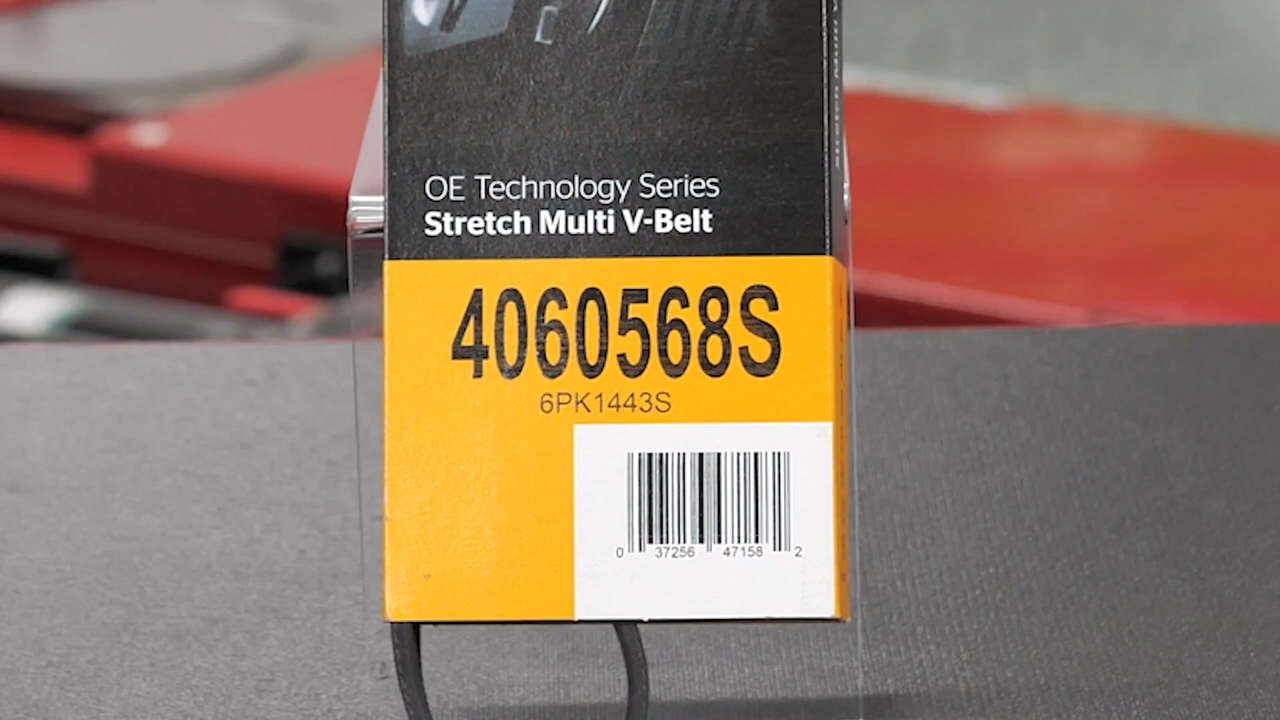 OE Technology Series
Stretch Multi V-Belt
4060568S
6PK1443S
0 37256 47158 2